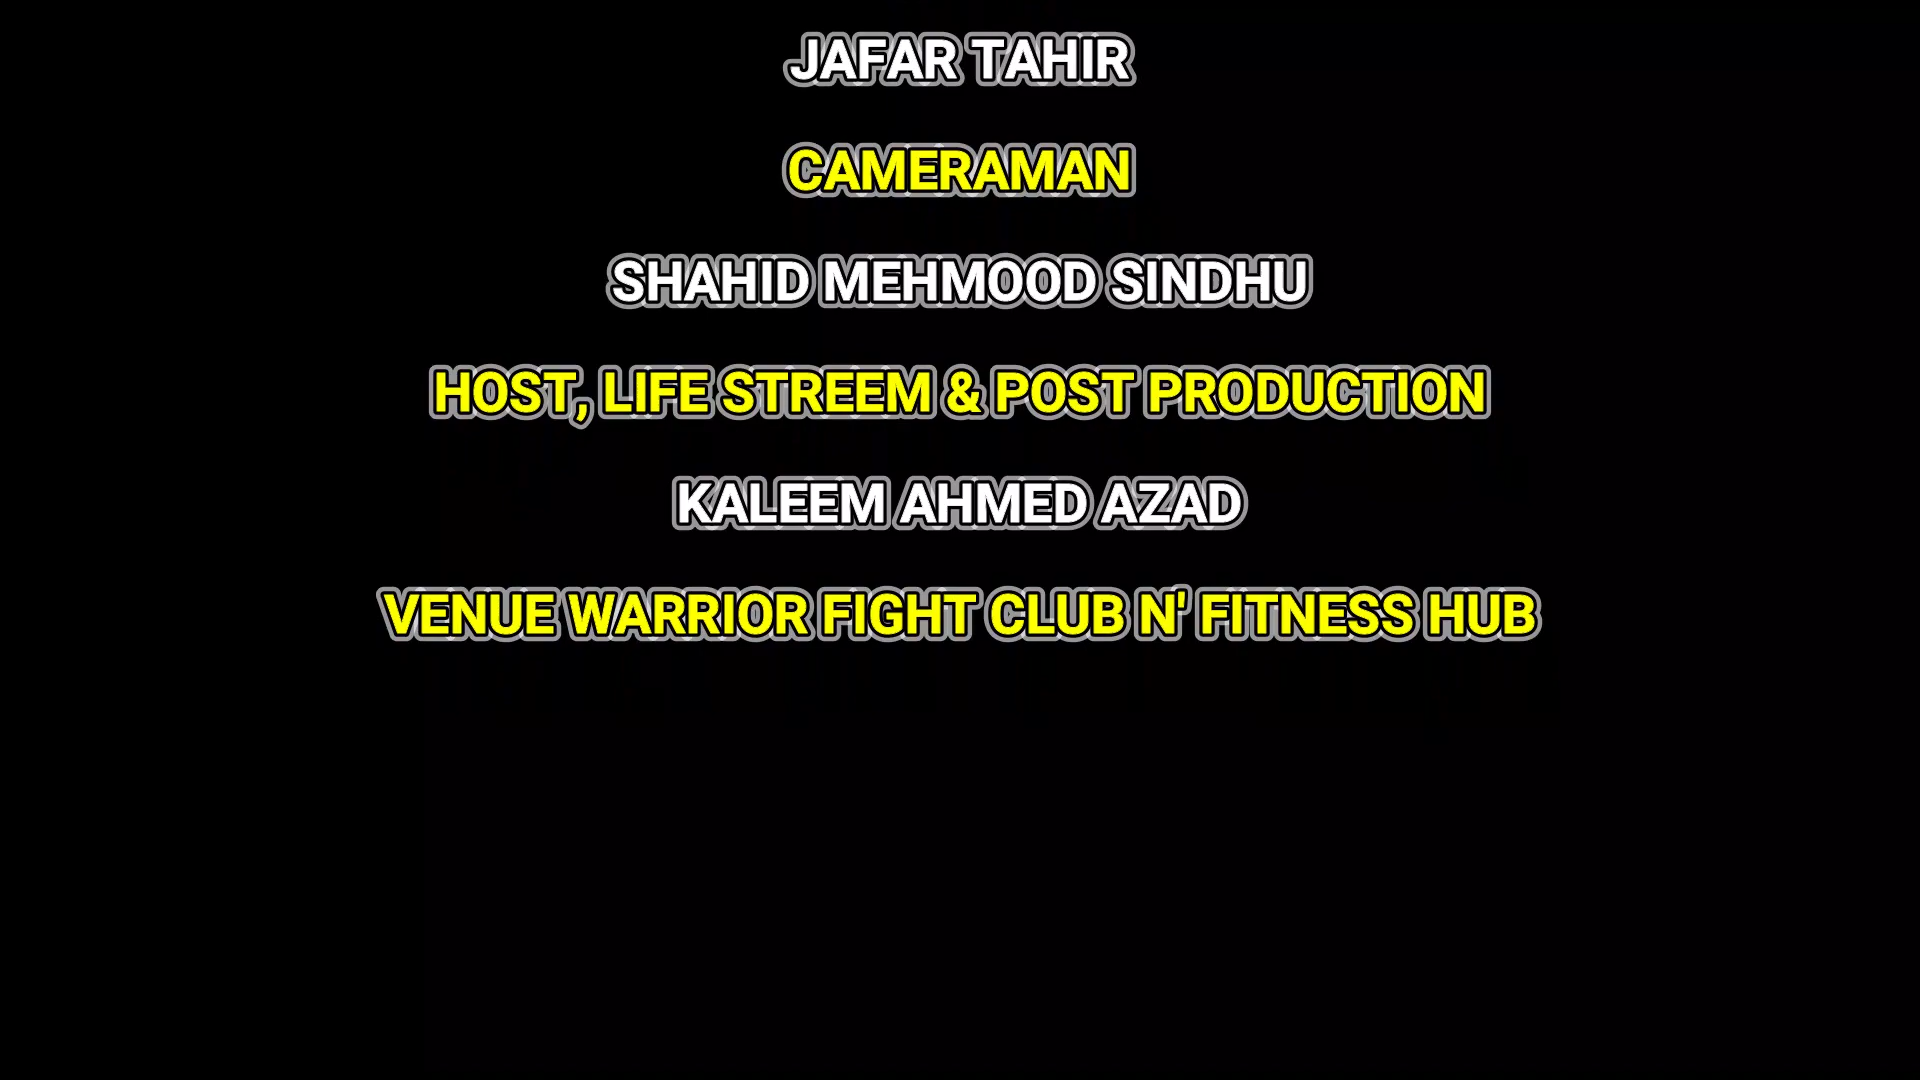 JAFAR TAHIR
CAMERAMAN
SHAHID MEHMOOD SINDHU
HOST, LIFE STREEM & POST PRODUCTION
KALEEM AHMED AZAD
VENUE WARRIOR FIGHT CLUB N' FITNESS HUB